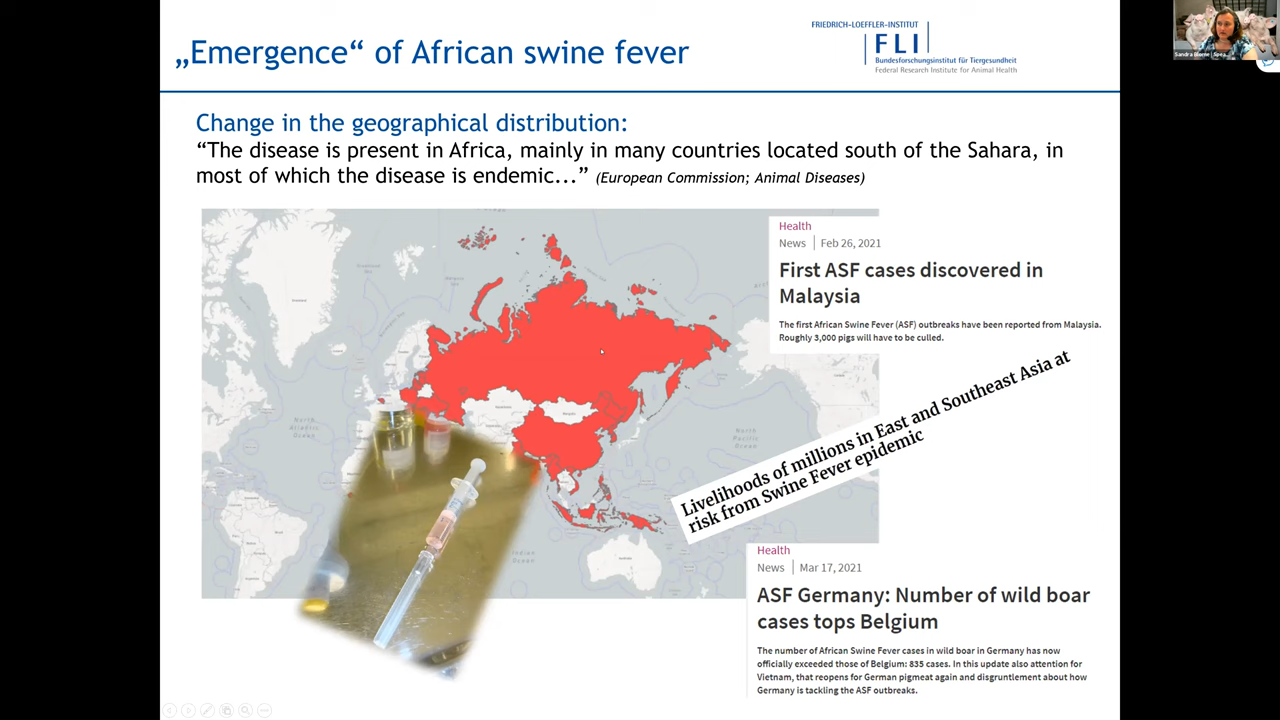 „Emergence“ of African swine fever
FRIEDRICH-LOEFFLER-INSTITUT
FLI
Bundesforschungsinstitut für Tiergesundheit
Federal Research Institute for Animal Health
Change in the geographical distribution:
“The disease is present in Africa, mainly in many countries located south of the Sahara, in
most of which the disease is endemic...” (European Commission; Animal Diseases)
Health
News | Feb 26, 2021
First ASF cases discovered in
Malaysia
The first African Swine Fever (ASF) outbreaks have been reported from Malaysia.
Roughly 3,000 pigs will have to be culled.
Livelihoods of millions in East and Southeast Asia at
risk from Swine Fever epidemic
North
Atlantic
Ocean
North
Pacific
Ocean
Health
News | Mar 17, 2021
ASF Germany: Number of wild boar
cases tops Belgium
The number of African Swine Fever cases in wild boar in Germany has now
officially exceeded those of Belgium: 835 cases. In this update also attention for
Vietnam, that reopens for German pigmeat again and disgruntlement about how
Germany is tackling the ASF outbreaks.